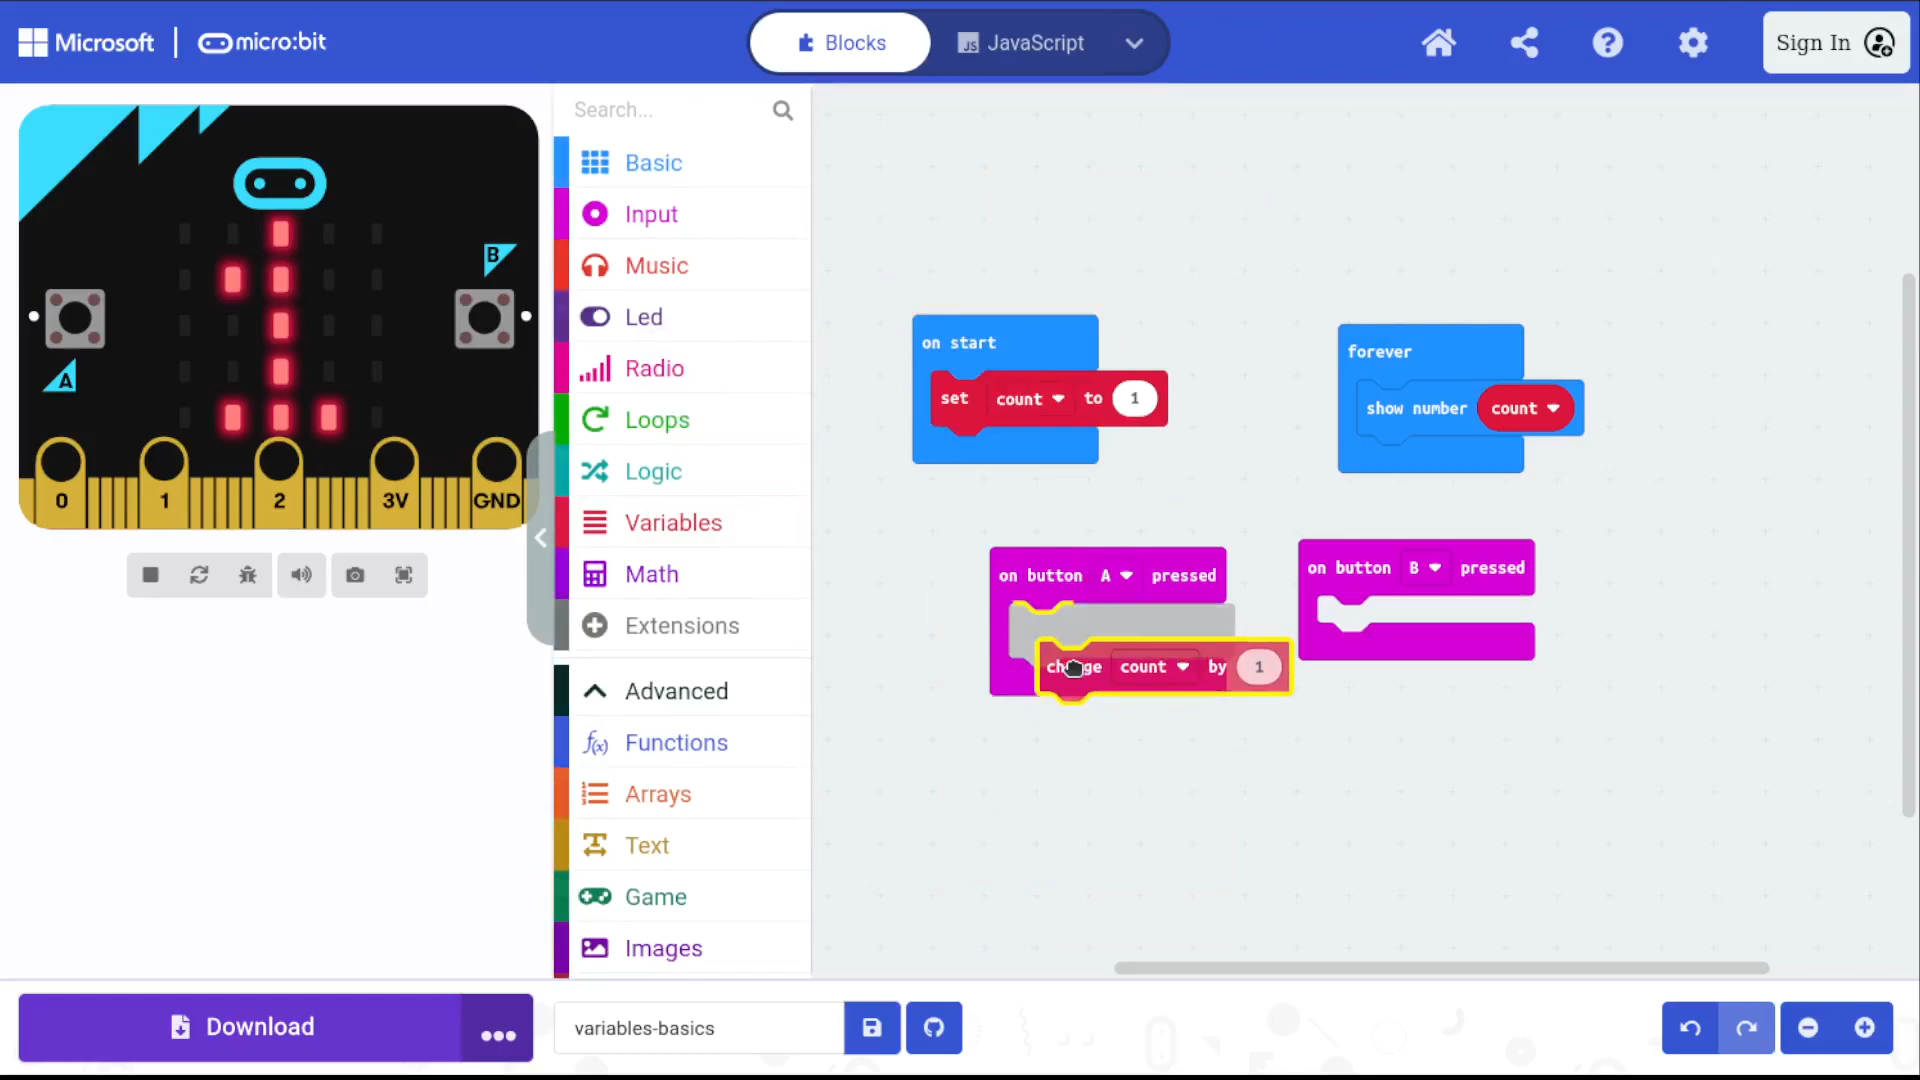 Microsoft | micro:bit
Blocks
JS JavaScript
Sign In
B
A
0 1 2 3V GND
Search...
Basic
Input
Music
Led
Radio
Loops
Logic
Variables
Math
Extensions
Advanced
f(x) Functions
Arrays
Text
Game
Images
on start
set count to 1
forever
show number count
on button A pressed
change count by 1
on button B pressed
Download
variables-basics